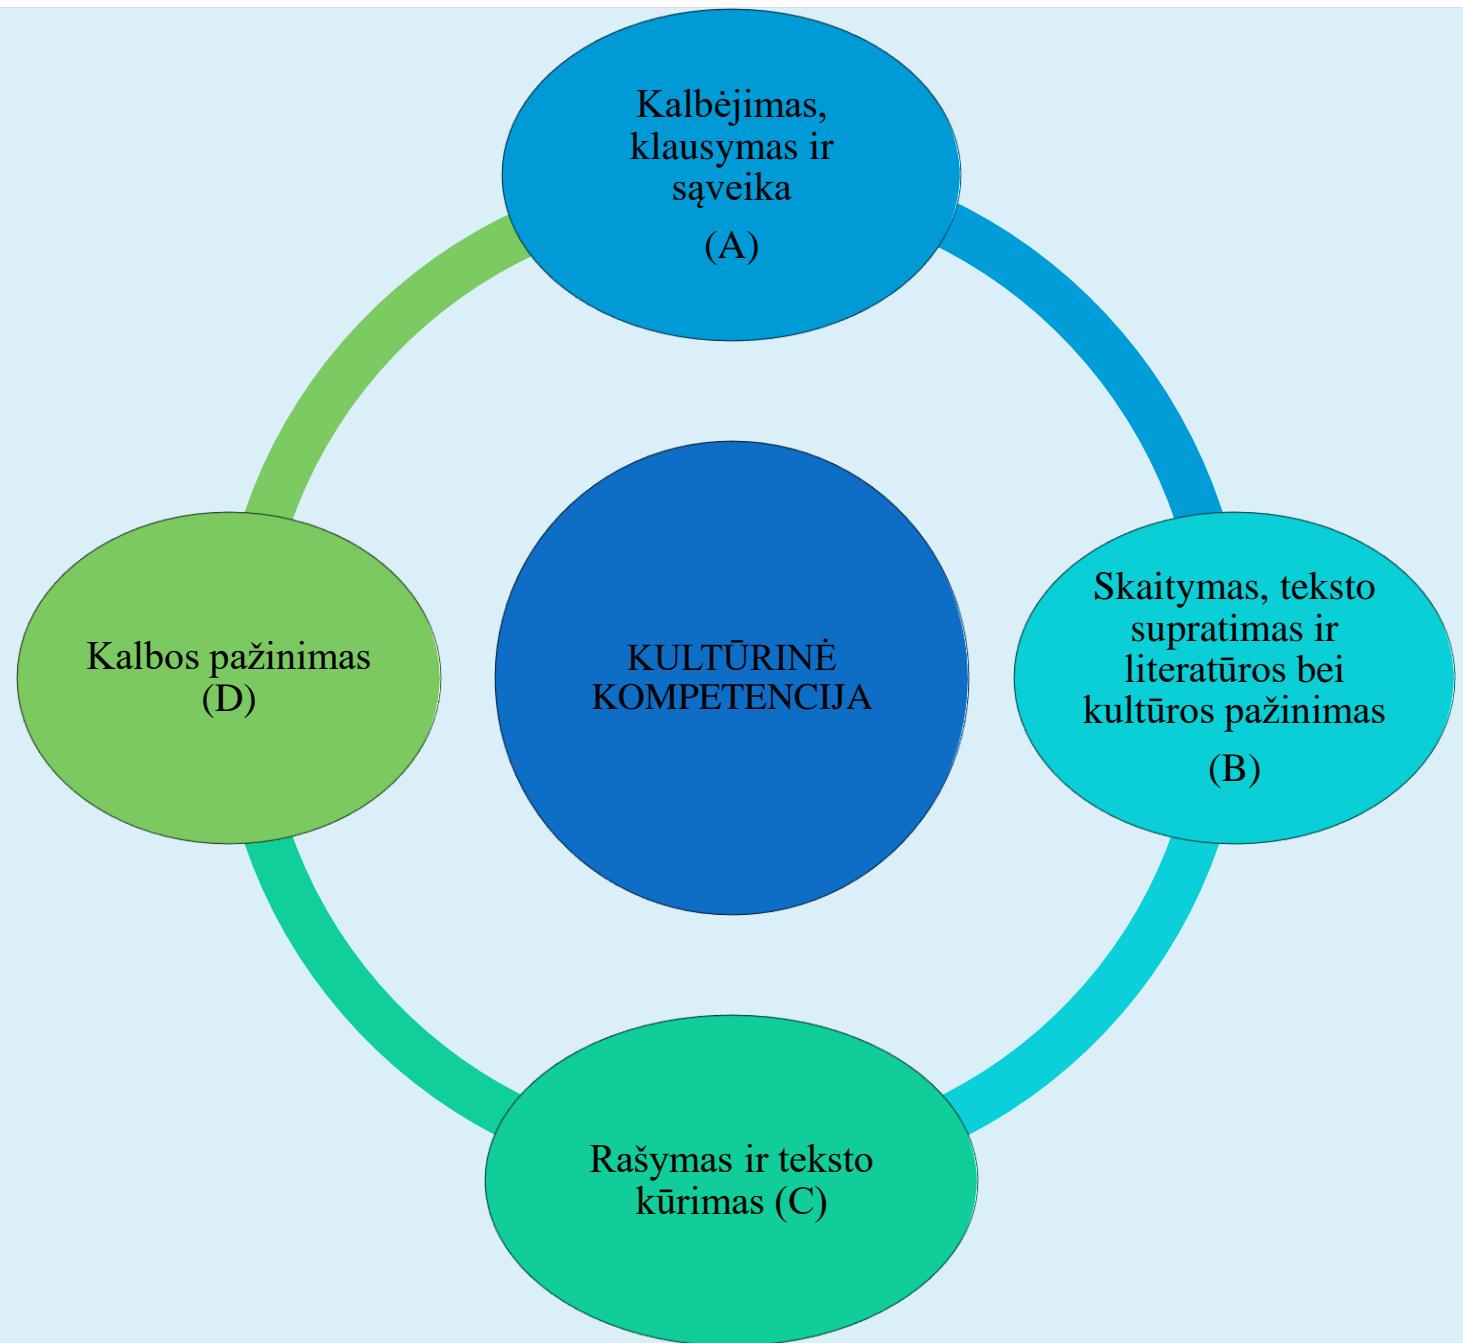 Kalbėjimas,
klausymas ir
sąveika
(A)
Skaitymas, teksto
supratimas ir
literatūros bei
kultūros pažinimas
(B)
Rašymas ir teksto
kūrimas (C)
Kalbos pažinimas
(D)
KULTŪRINĖ
KOMPETENCIJA